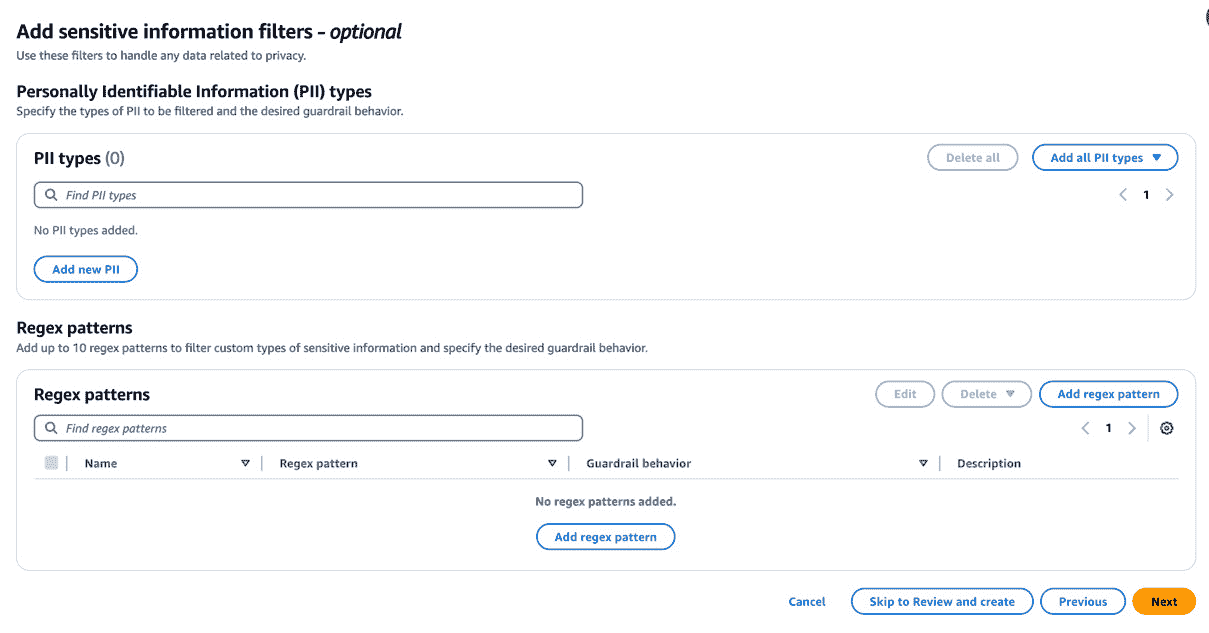 Add sensitive information filters - optional
Use these filters to handle any data related to privacy.
Personally Identifiable Information (PII) types
Specify the types of PII to be filtered and the desired guardrail behavior.
PII types (0)
Delete all
Add all PII types
Find PII types
1
No PII types added.
Add new PII
Regex patterns
Add up to 10 regex patterns to filter custom types of sensitive information and specify the desired guardrail behavior.
Regex patterns
Edit
Delete
Add regex pattern
Find regex patterns
1
Name
Regex pattern
Guardrail behavior
Description
No regex patterns added.
Add regex pattern
Cancel
Skip to Review and create
Previous
Next